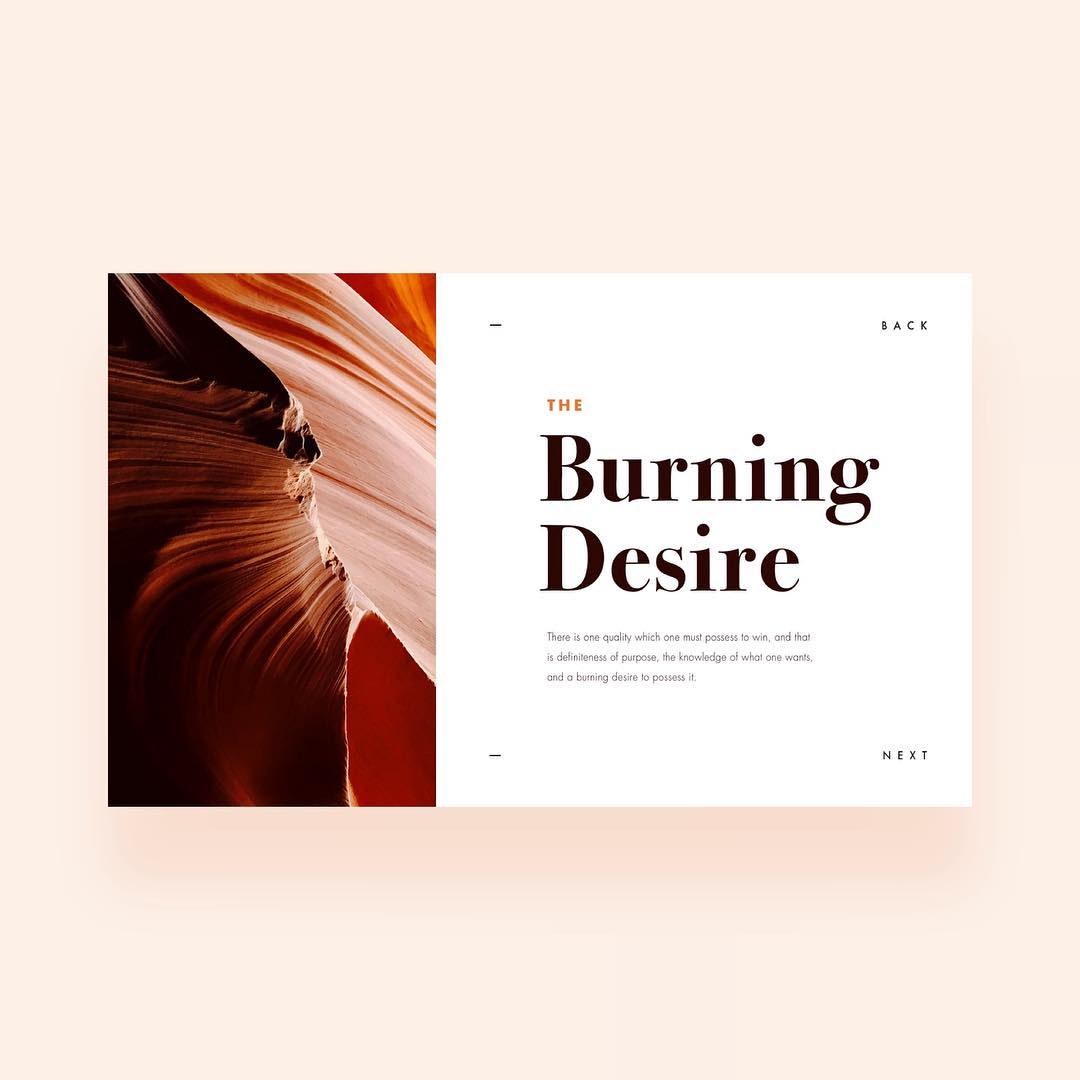 — BACK
THE
Burning
Desire
There is one quality which one must possess to win, and that
is definiteness of purpose, the knowledge of what one wants,
and a burning desire to possess it.
— NEXT